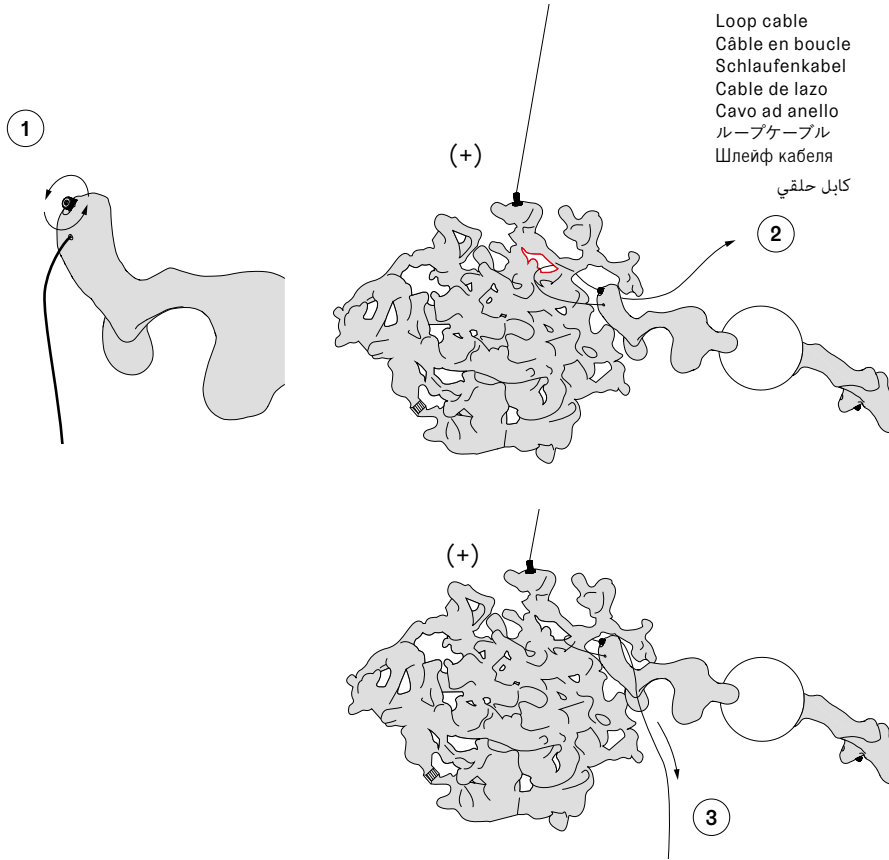 Loop cable
Câble en boucle
Schlaufenkabel
Cable de lazo
Cavo ad anello
ループケーブル
Шлейф кабеля
كابل حلقي
1
(+)
2
(+)
3